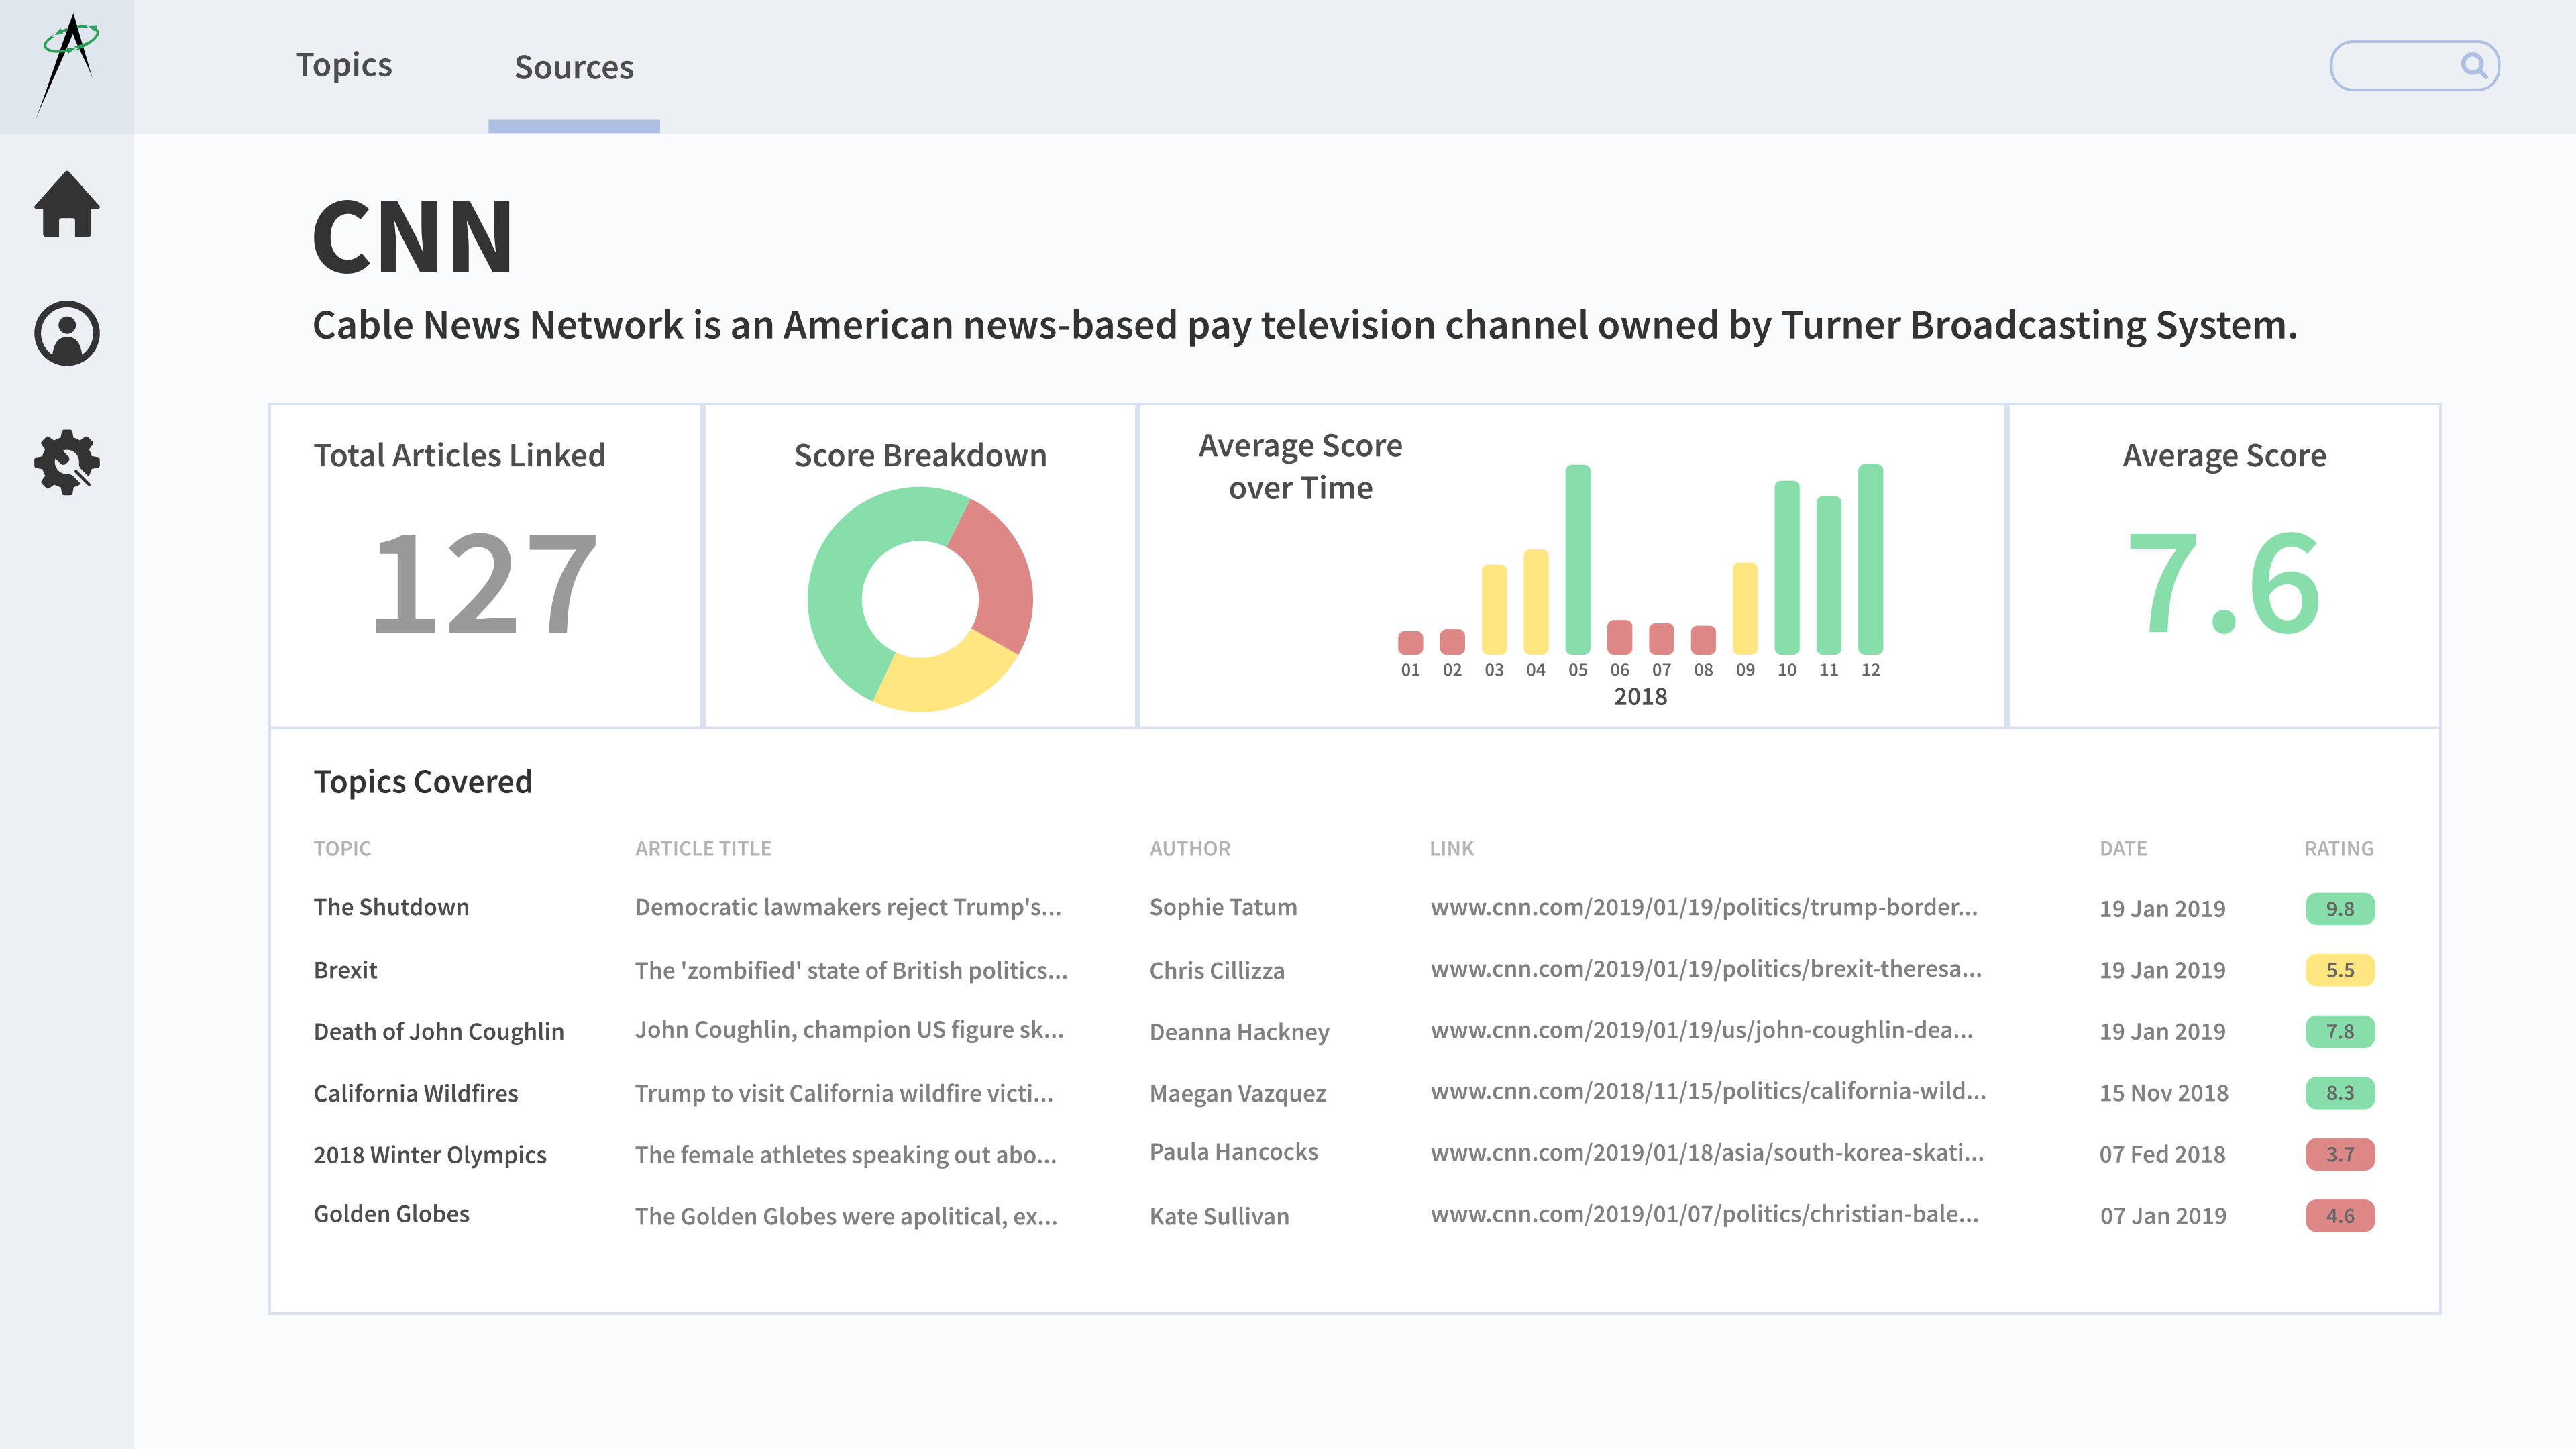 Topics
Sources
CNN
Cable News Network is an American news-based pay television channel owned by Turner Broadcasting System.
Total Articles Linked
127
Score Breakdown
Average Score
over Time
01 02 03 04 05 06 07 08 09 10 11 12
2018
Average Score
7.6
Topics Covered
TOPIC ARTICLE TITLE AUTHOR LINK DATE RATING
The Shutdown Democratic lawmakers reject Trump's... Sophie Tatum www.cnn.com/2019/01/19/politics/trump-border... 19 Jan 2019 9.8
Brexit The 'zombified' state of British politics... Chris Cillizza www.cnn.com/2019/01/19/politics/brexit-theresa... 19 Jan 2019 5.5
Death of John Coughlin John Coughlin, champion US figure sk... Deanna Hackney www.cnn.com/2019/01/19/us/john-coughlin-dea... 19 Jan 2019 7.8
California Wildfires Trump to visit California wildfire victi... Maegan Vazquez www.cnn.com/2018/11/15/politics/california-wild... 15 Nov 2018 8.3
2018 Winter Olympics The female athletes speaking out abo... Paula Hancocks www.cnn.com/2019/01/18/asia/south-korea-skati... 07 Fed 2018 3.7
Golden Globes The Golden Globes were apolitical, ex... Kate Sullivan www.cnn.com/2019/01/07/politics/christian-bale... 07 Jan 2019 4.6